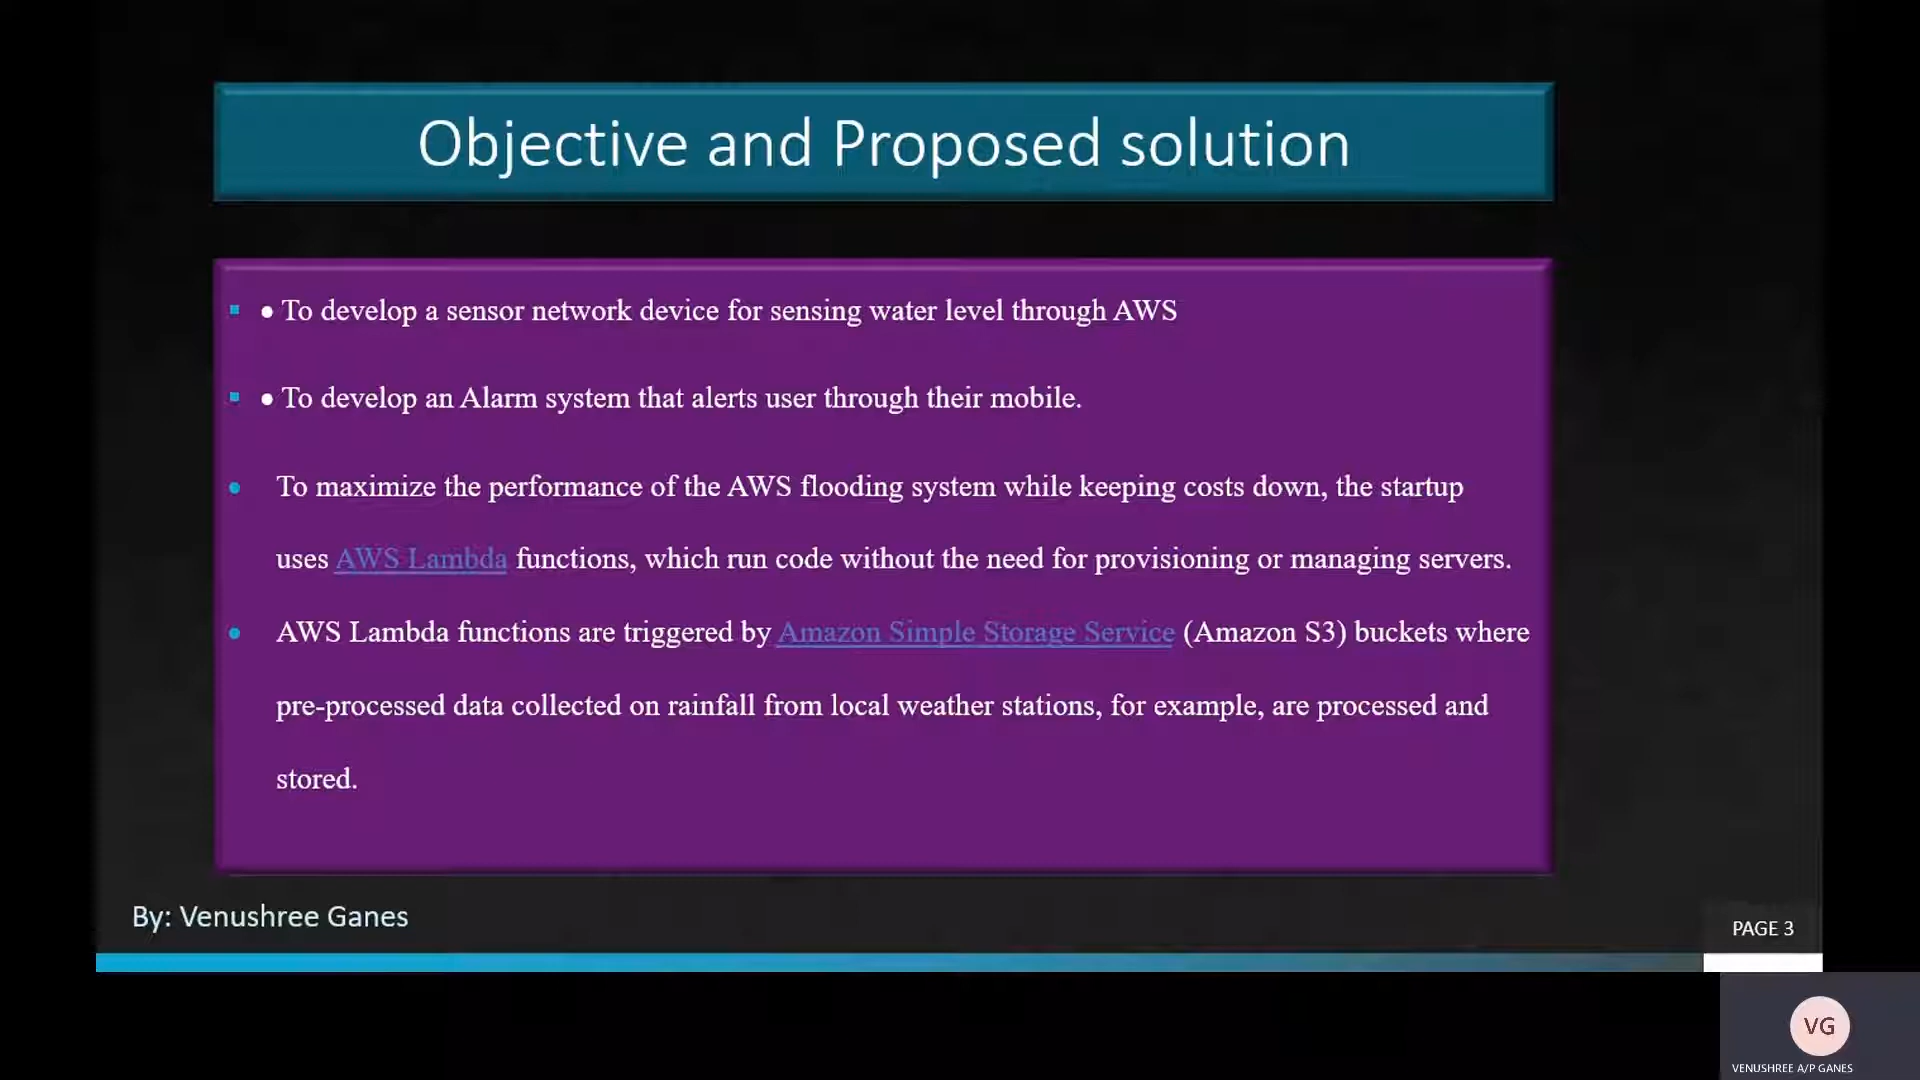 Objective and Proposed solution
• To develop a sensor network device for sensing water level through AWS
• To develop an Alarm system that alerts user through their mobile.
To maximize the performance of the AWS flooding system while keeping costs down, the startup
uses AWS Lambda functions, which run code without the need for provisioning or managing servers.
AWS Lambda functions are triggered by Amazon Simple Storage Service (Amazon S3) buckets where
pre-processed data collected on rainfall from local weather stations, for example, are processed and
stored.
By: Venushree Ganes
PAGE 3
VG
VENUSHREE A/P GANES